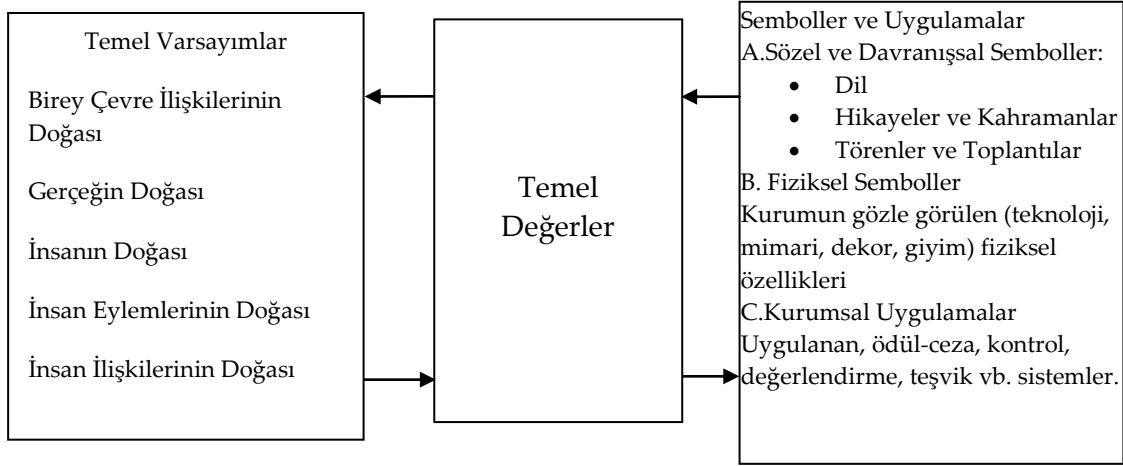 Temel Varsayımlar
Birey Çevre İlişkilerinin
Doğası
Gerçeğin Doğası
İnsanın Doğası
İnsan Eylemlerinin Doğası
İnsan İlişkilerinin Doğası
Temel
Değerler
Semboller ve Uygulamalar
A.Sözel ve Davranışsal Semboller:
• Dil
• Hikayeler ve Kahramanlar
• Törenler ve Toplantılar
B. Fiziksel Semboller
Kurumun gözle görülen (teknoloji,
mimari, dekor, giyim) fiziksel
özellikleri
C.Kurumsal Uygulamalar
Uygulanan, ödül-ceza, kontrol,
değerlendirme, teşvik vb. sistemler.